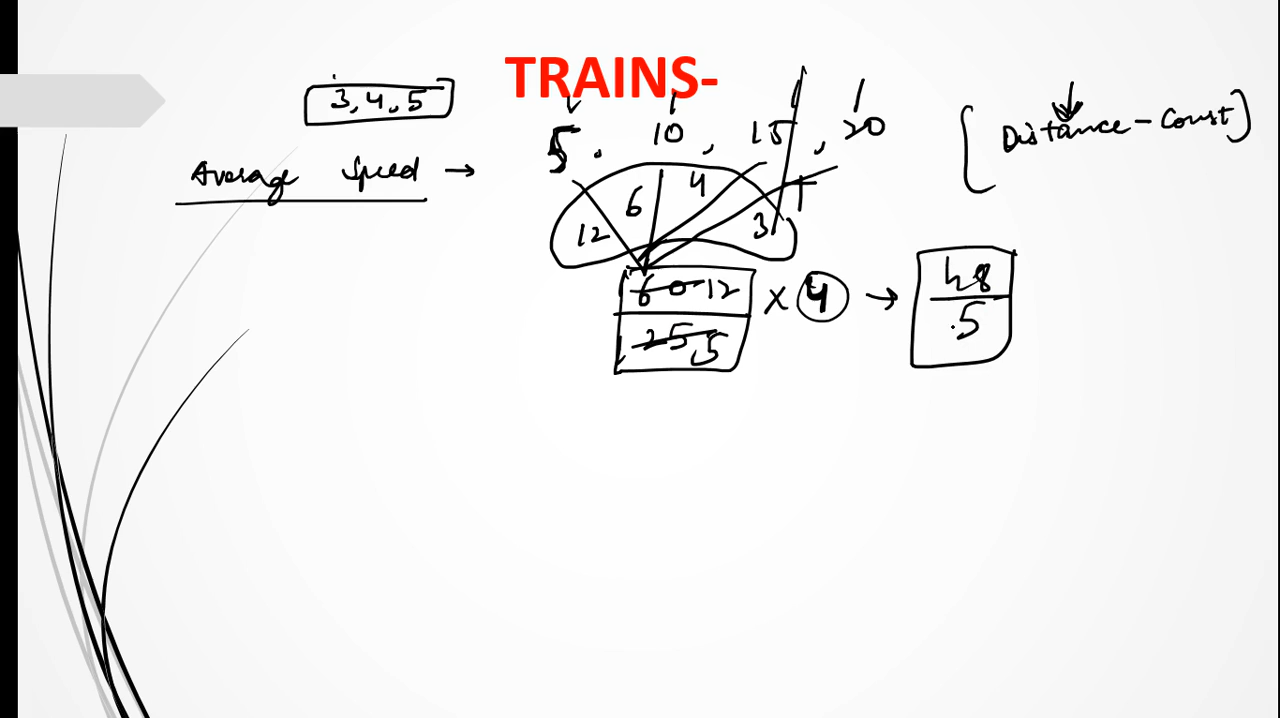 TRAINS-
3, 4, 5
5, 10, 15, 20
[Distance - Const]
Average Speed →
12 6 4 3
60 12
25 5
× 4 → 48
5